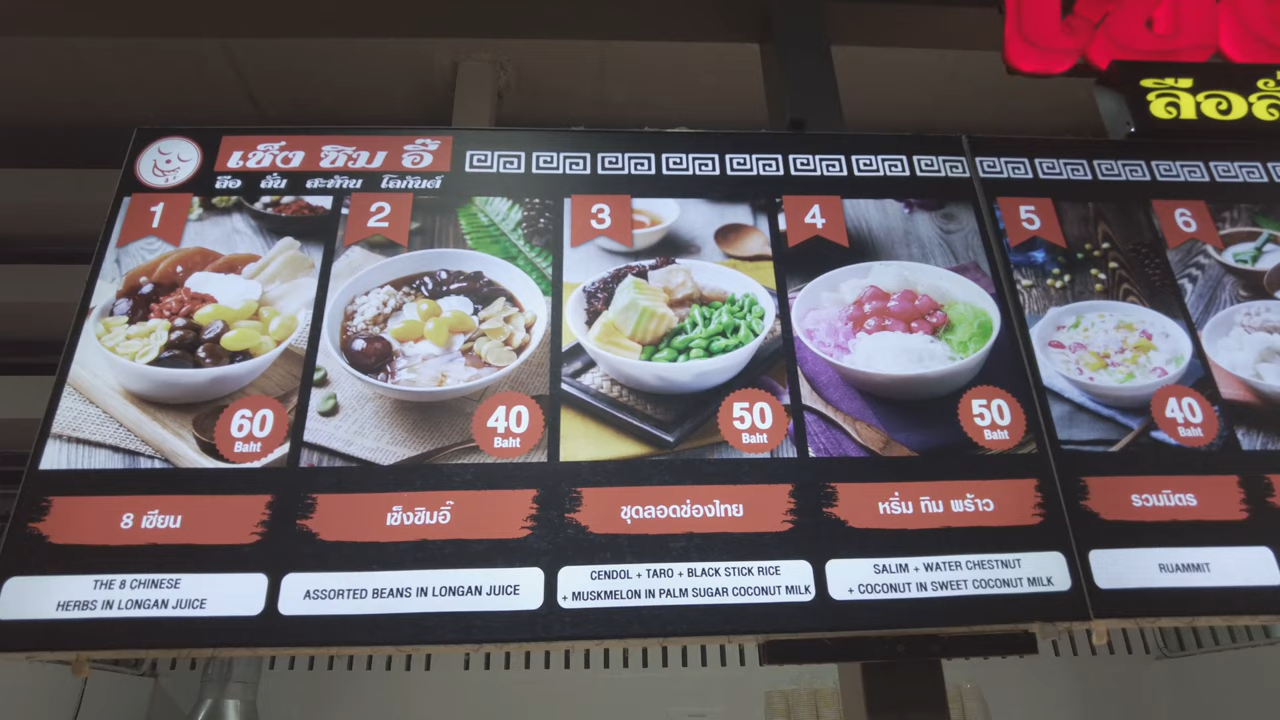 ลือลั่
เช็ง ซิม อี๊
ลือ ลั่น สะท้าน โลกันต์
1
2
3
4
5
6
60
Baht
40
Baht
50
Baht
50
Baht
40
Baht
8 เซียน
เช็งซิมอี๊
ชุดลอดช่องไทย
หริ่ม ทิม พร้าว
รวมมิตร
THE 8 CHINESE
HERBS IN LONGAN JUICE
ASSORTED BEANS IN LONGAN JUICE
CENDOL + TARO + BLACK STICK RICE
+ MUSKMELON IN PALM SUGAR COCONUT MILK
SALIM + WATER CHESTNUT
+ COCONUT IN SWEET COCONUT MILK
RUAMMIT